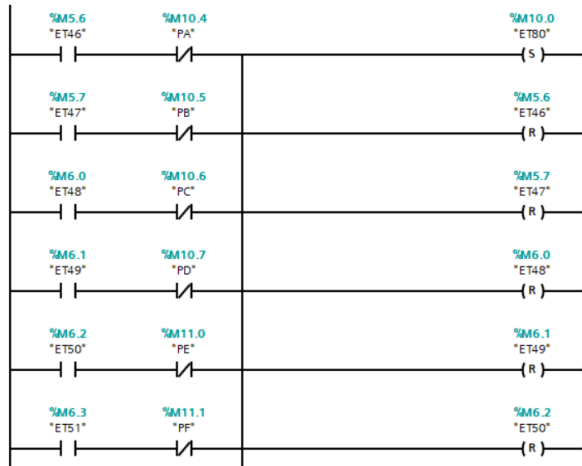 %M5.6 %M10.4 %M10.0
"ET46" "PA" "ET80"
S
%M5.7 %M10.5 %M5.6
"ET47" "PB" "ET46"
R
%M6.0 %M10.6 %M5.7
"ET48" "PC" "ET47"
R
%M6.1 %M10.7 %M6.0
"ET49" "PD" "ET48"
R
%M6.2 %M11.0 %M6.1
"ET50" "PE" "ET49"
R
%M6.3 %M11.1 %M6.2
"ET51" "PF" "ET50"
R